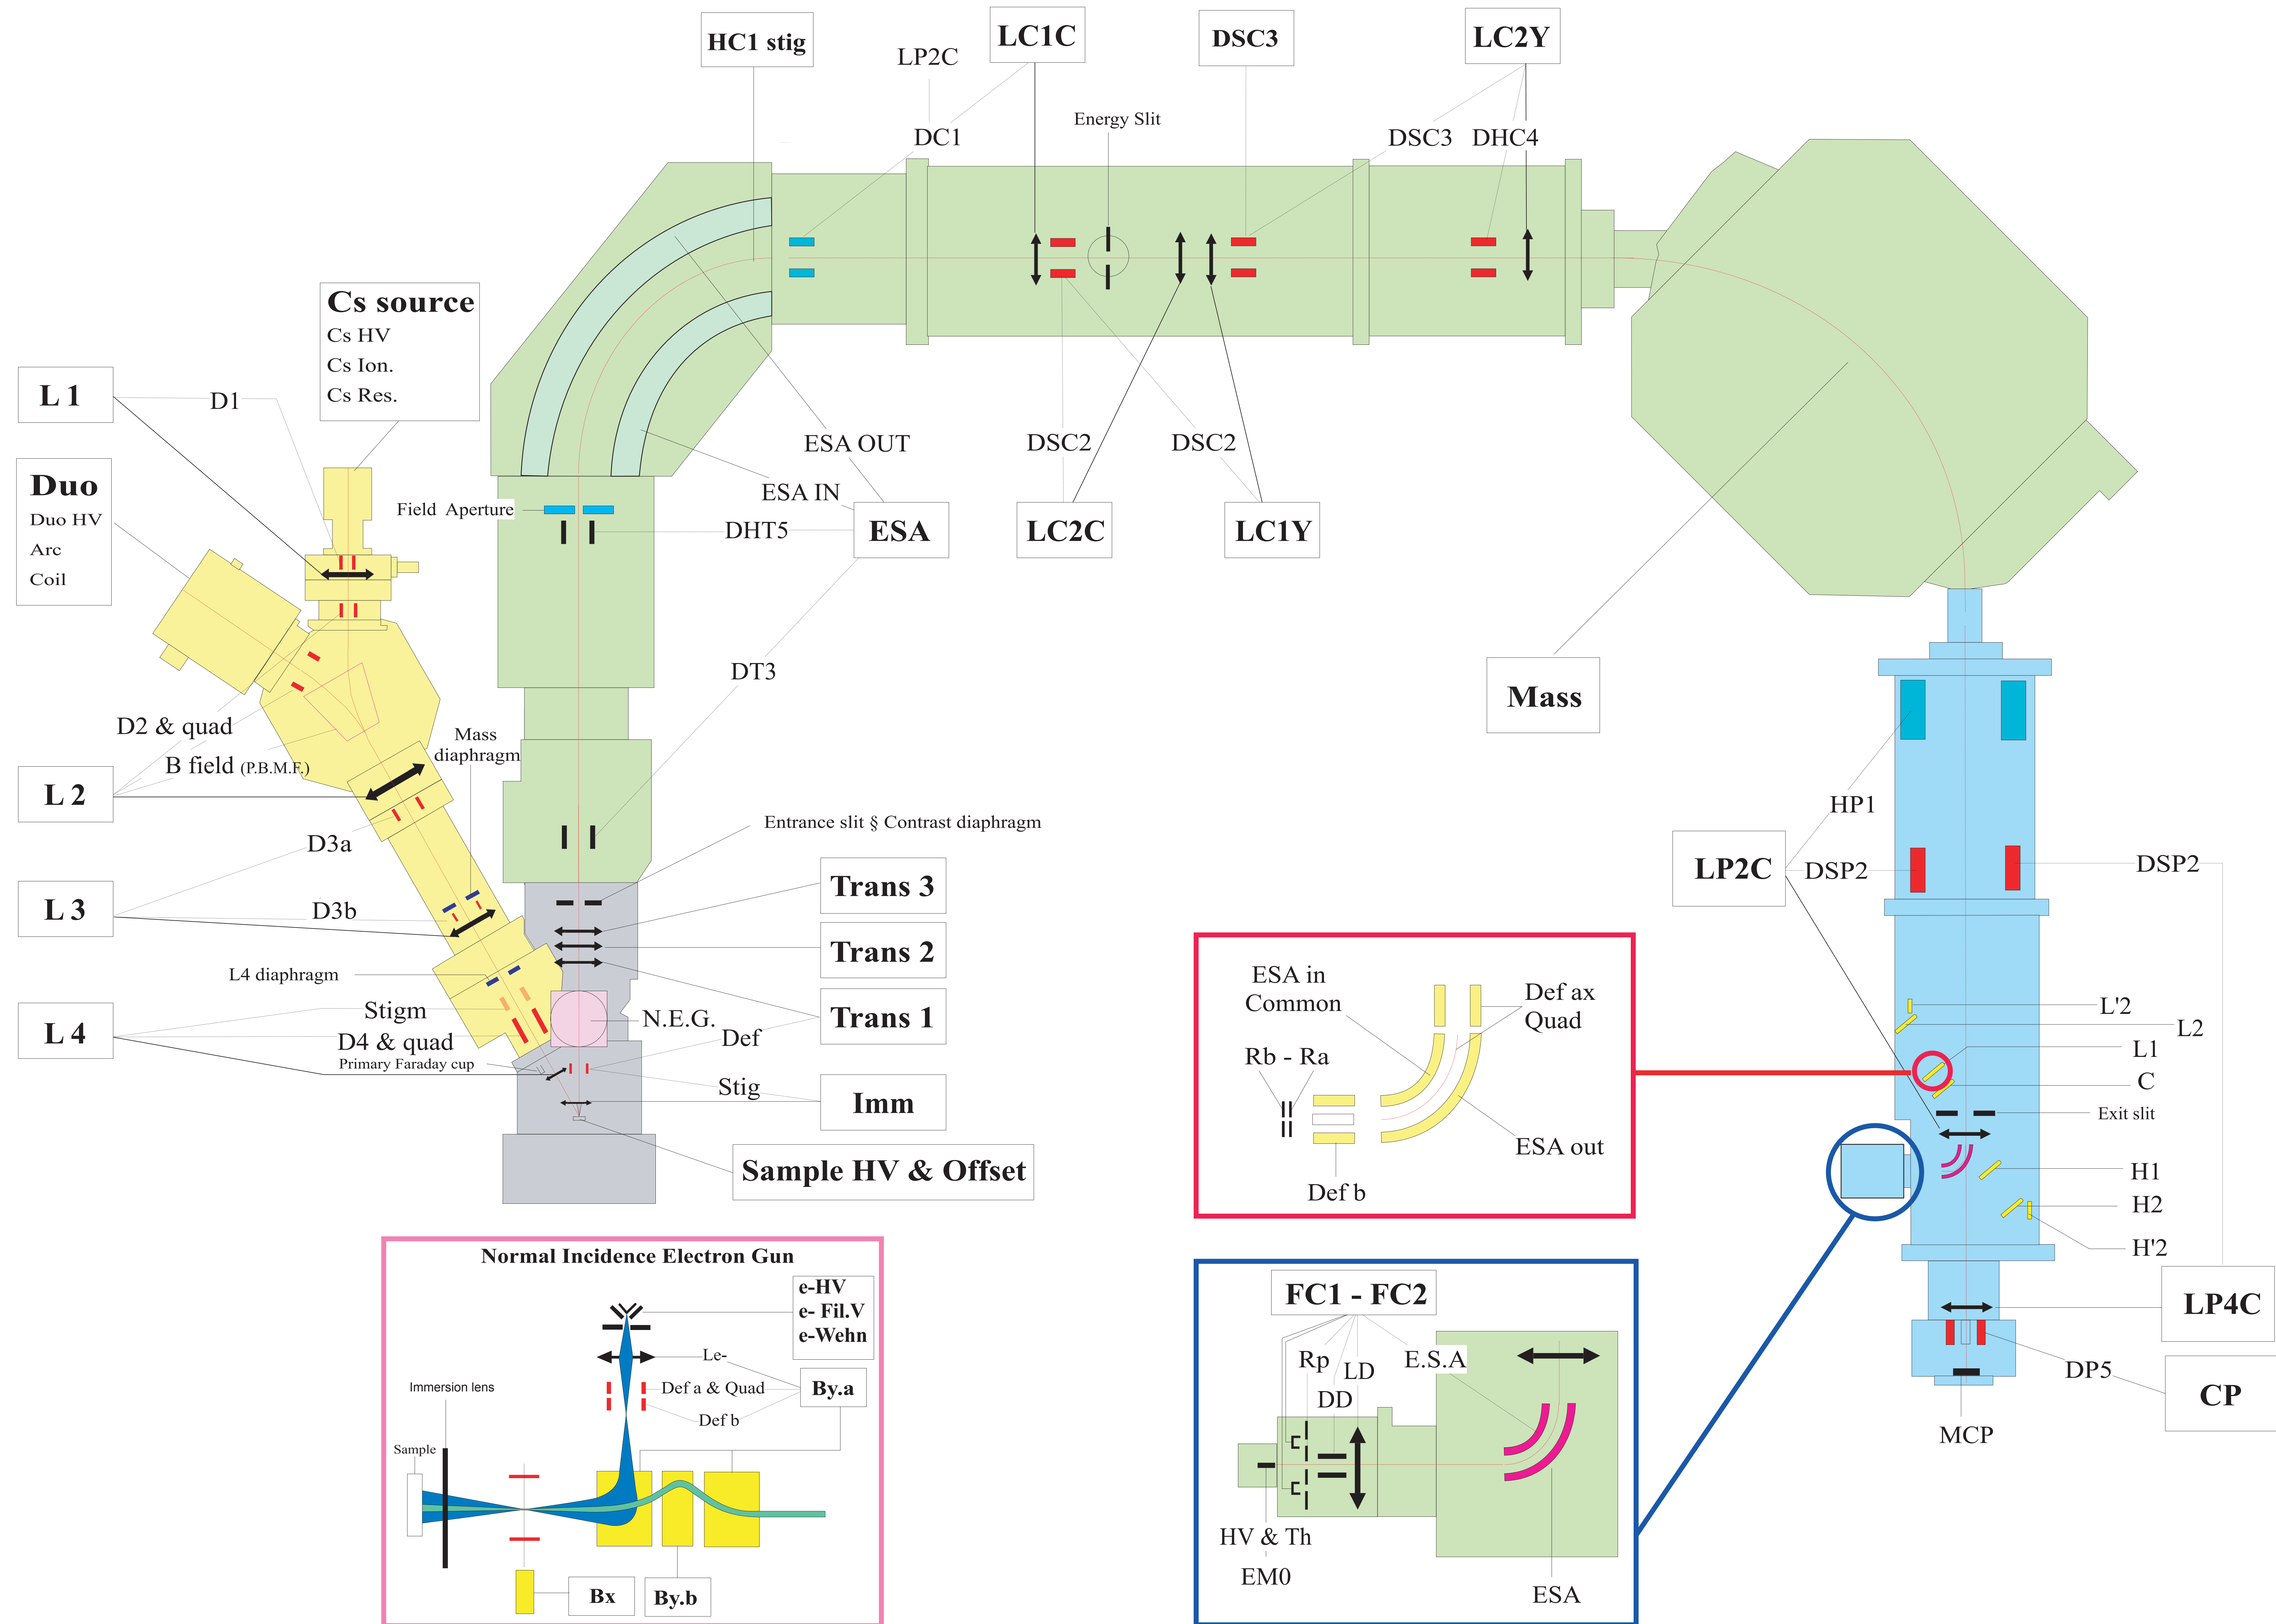 HC1 stig
LP2C
LC1C
DSC3
LC2Y
DC1
Energy Slit
DSC3
DHC4
Cs source
Cs HV
Cs Ion.
Cs Res.
L 1
D1
Duo
Duo HV
Arc
Coil
ESA OUT
ESA IN
DSC2
DSC2
Field Aperture
DHT5
ESA
LC2C
LC1Y
DT3
Mass
D2 & quad
B field (P.B.M.F.)
Mass
diaphragm
L 2
HP1
Entrance slit § Contrast diaphragm
D3a
LP2C
DSP2
DSP2
Trans 3
L 3
D3b
Trans 2
L4 diaphragm
Stigm
N.E.G.
Trans 1
L 4
D4 & quad
Def
Primary Faraday cup
Stig
Imm
Sample HV & Offset
ESA in
Common
Def ax
Quad
Rb - Ra
ESA out
Def b
L'2
L2
L1
C
Exit slit
H1
H2
H'2
LP4C
DP5
CP
MCP
Normal Incidence Electron Gun
e-HV
e- Fil.V
e-Wehn
Le-
Immersion lens
Def a & Quad
By.a
Def b
Sample
Bx
By.b
FC1 - FC2
Rp
LD
E.S.A
DD
HV & Th
EM0
ESA